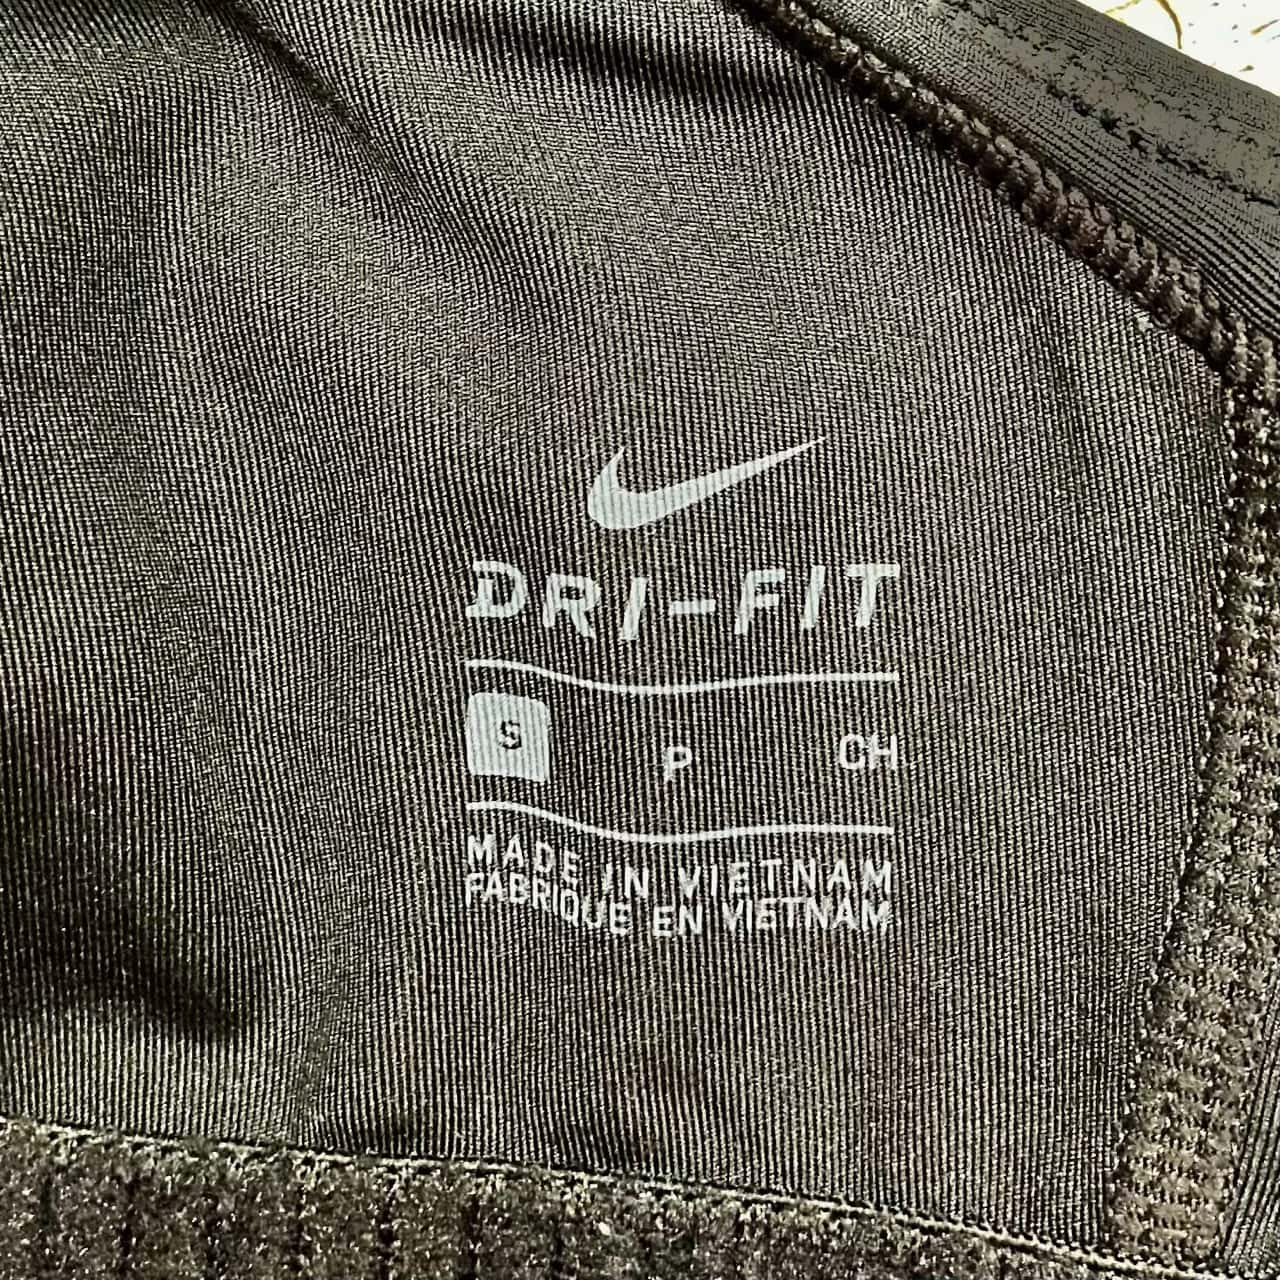 DRI-FIT
S P CH
MADE IN VIETNAM
FABRIQUE EN VIETNAM